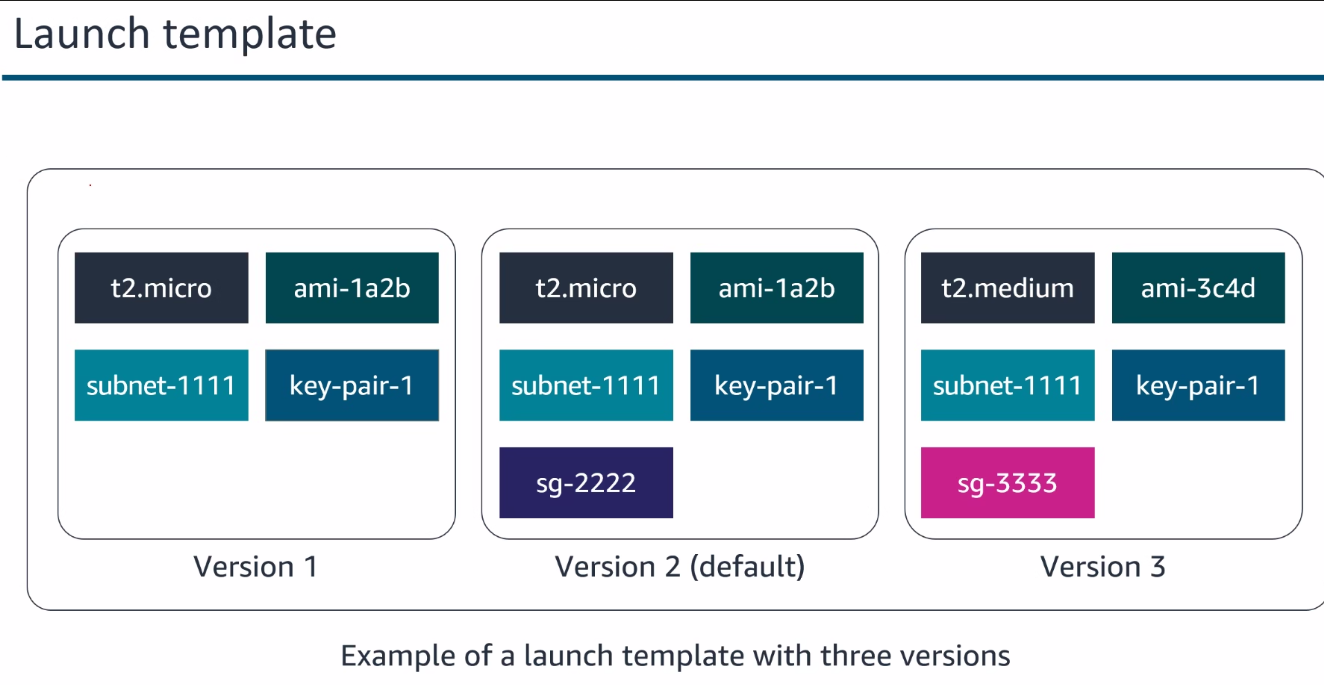 Launch template
t2.micro
ami-1a2b
subnet-1111
key-pair-1
Version 1
t2.micro
ami-1a2b
subnet-1111
key-pair-1
sg-2222
Version 2 (default)
t2.medium
ami-3c4d
subnet-1111
key-pair-1
sg-3333
Version 3
Example of a launch template with three versions